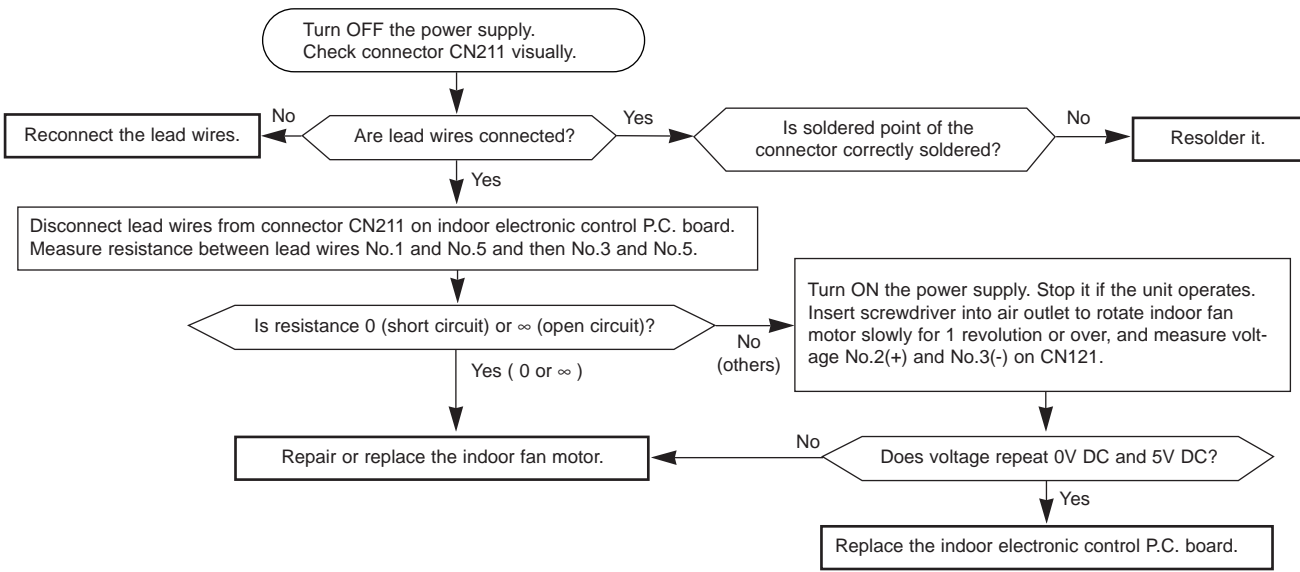 Turn OFF the power supply.
Check connector CN211 visually.
No
Yes
No
Reconnect the lead wires.
Are lead wires connected?
Is soldered point of the
connector correctly soldered?
Resolder it.
Yes
Disconnect lead wires from connector CN211 on indoor electronic control P.C. board.
Measure resistance between lead wires No.1 and No.5 and then No.3 and No.5.
Is resistance 0 (short circuit) or ∞ (open circuit)?
No
(others)
Turn ON the power supply. Stop it if the unit operates.
Insert screwdriver into air outlet to rotate indoor fan
motor slowly for 1 revolution or over, and measure volt-
age No.2(+) and No.3(-) on CN121.
Yes ( 0 or ∞ )
No
Repair or replace the indoor fan motor.
Does voltage repeat 0V DC and 5V DC?
Yes
Replace the indoor electronic control P.C. board.